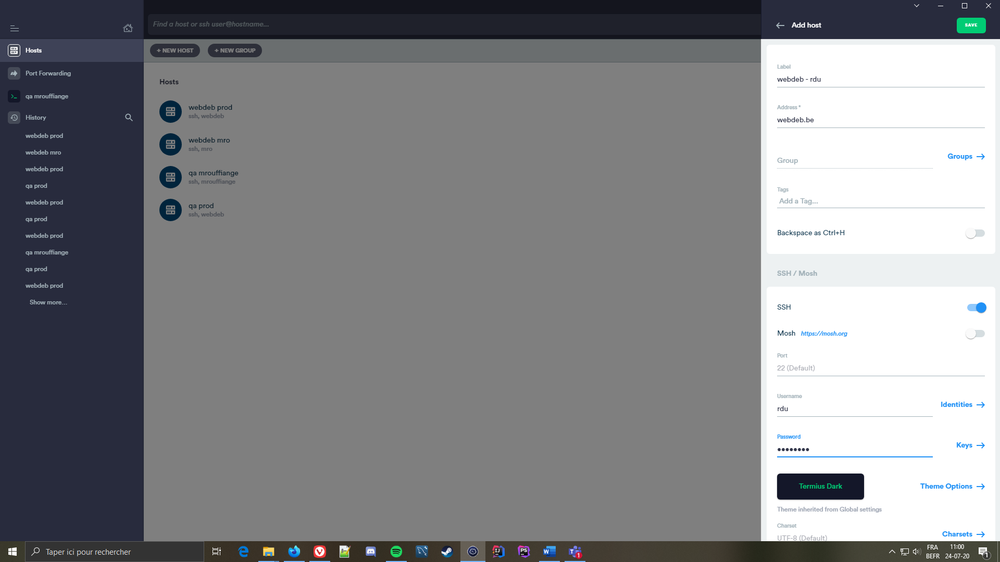 Find a host or ssh user@hostname...
Add host
SAVE
Hosts
Port Forwarding
qa mrouffiange
History
webdeb prod
webdeb mro
webdeb prod
qa prod
webdeb prod
qa prod
webdeb prod
qa mrouffiange
qa prod
webdeb prod
Show more...
+ NEW HOST
+ NEW GROUP
Hosts
webdeb prod
ssh, webdeb
webdeb mro
ssh, mro
qa mrouffiange
ssh, mrouffiange
qa prod
ssh, webdeb
Label
webdeb - rdu
Address *
webdeb.be
Group
Groups
Tags
Add a Tag...
Backspace as Ctrl+H
SSH / Mosh
SSH
Mosh https://mosh.org
Port
22 (Default)
Username
rdu
Identities
Password
••••••••
Keys
Termius Dark
Theme Options
Theme inherited from Global settings
Charset
UTF-8 (Default)
Charsets
Taper ici pour rechercher
IJ
PS
W
T
1
FRA
BEFR
11:00
24-07-20
1